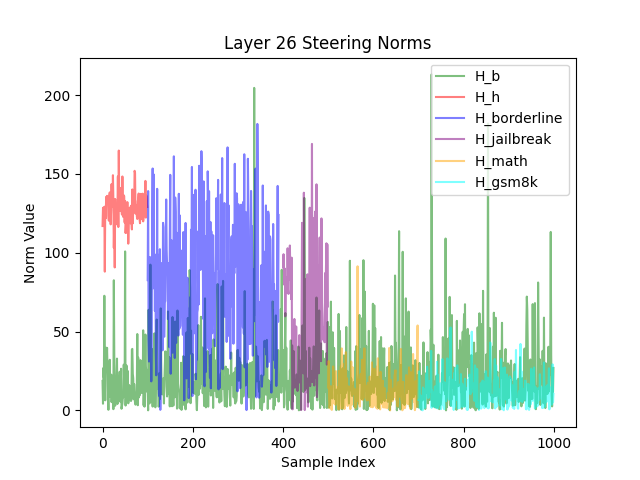 Layer 26 Steering Norms
H_b
H_h
H_borderline
H_jailbreak
H_math
H_gsm8k
Norm Value
200
150
100
50
0
0
200
400
600
800
1000
Sample Index